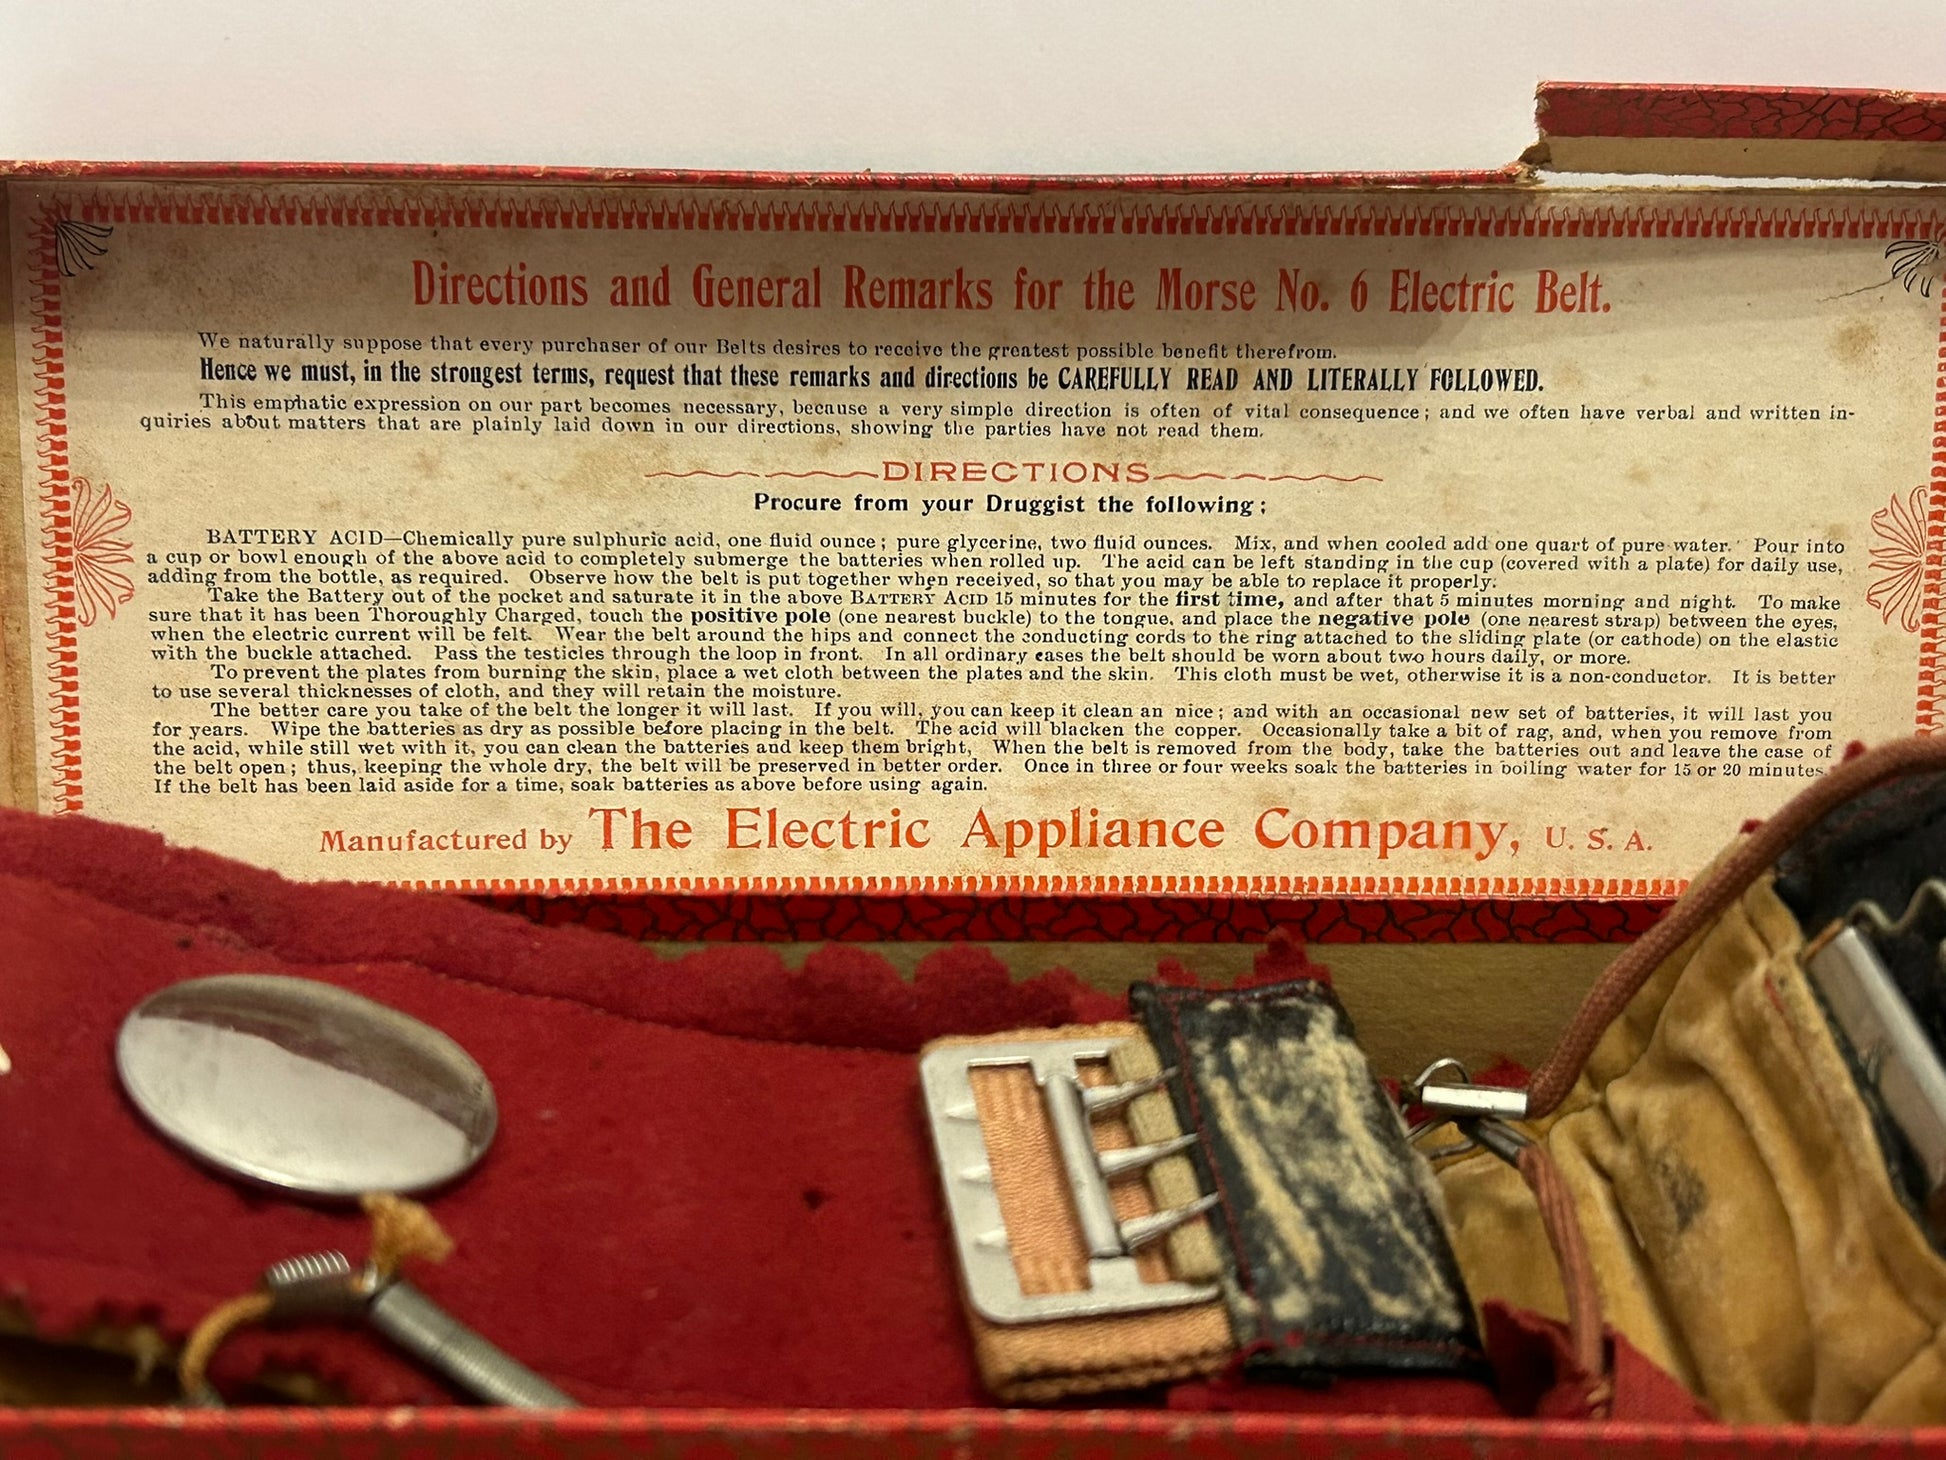 Directions and General Remarks for the Morse No. 6 Electric Belt.
We naturally suppose that every purchaser of our Belts desires to receive the greatest possible benefit therefrom.
Hence we must, in the strongest terms, request that these remarks and directions be CAREFULLY READ AND LITERALLY FOLLOWED.
This emphatic expression on our part becomes necessary, because a very simple direction is often of vital consequence; and we often have verbal and written in-
quiries about matters that are plainly laid down in our directions, showing the parties have not read them.
DIRECTIONS
Procure from your Druggist the following;
BATTERY ACID—Chemically pure sulphuric acid, one fluid ounce; pure glycerine, two fluid ounces. Mix, and when cooled add one quart of pure water. Pour into
a cup or bowl enough of the above acid to completely submerge the batteries when rolled up. The acid can be left standing in the cup (covered with a plate) for daily use,
adding from the bottle, as required. Observe how the belt is put together when received, so that you may be able to replace it properly.
Take the Battery out of the pocket and saturate it in the above BATTERY ACID 15 minutes for the first time, and after that 5 minutes morning and night. To make
sure that it has been Thoroughly Charged, touch the positive pole (one nearest buckle) to the tongue, and place the negative pole (one nearest strap) between the eyes,
when the electric current will be felt. Wear the belt around the hips and connect the conducting cords to the ring attached to the sliding plate (or cathode) on the elastic
with the buckle attached. Pass the testicles through the loop in front. In all ordinary cases the belt should be worn about two hours daily, or more.
To prevent the plates from burning the skin, place a wet cloth between the plates and the skin. This cloth must be wet, otherwise it is a non-conductor. It is better
to use several thicknesses of cloth, and they will retain the moisture.
The better care you take of the belt the longer it will last. If you will, you can keep it clean an nice; and with an occasional new set of batteries, it will last you
for years. Wipe the batteries as dry as possible before placing in the belt. The acid will blacken the copper. Occasionally take a bit of rag, and, when you remove from
the acid, while still wet with it, you can clean the batteries and keep them bright, When the belt is removed from the body, take the batteries out and leave the case of
the belt open; thus, keeping the whole dry, the belt will be preserved in better order. Once in three or four weeks soak the batteries in boiling water for 15 or 20 minutes.
If the belt has been laid aside for a time, soak batteries as above before using again.
Manufactured by The Electric Appliance Company, U. S. A.